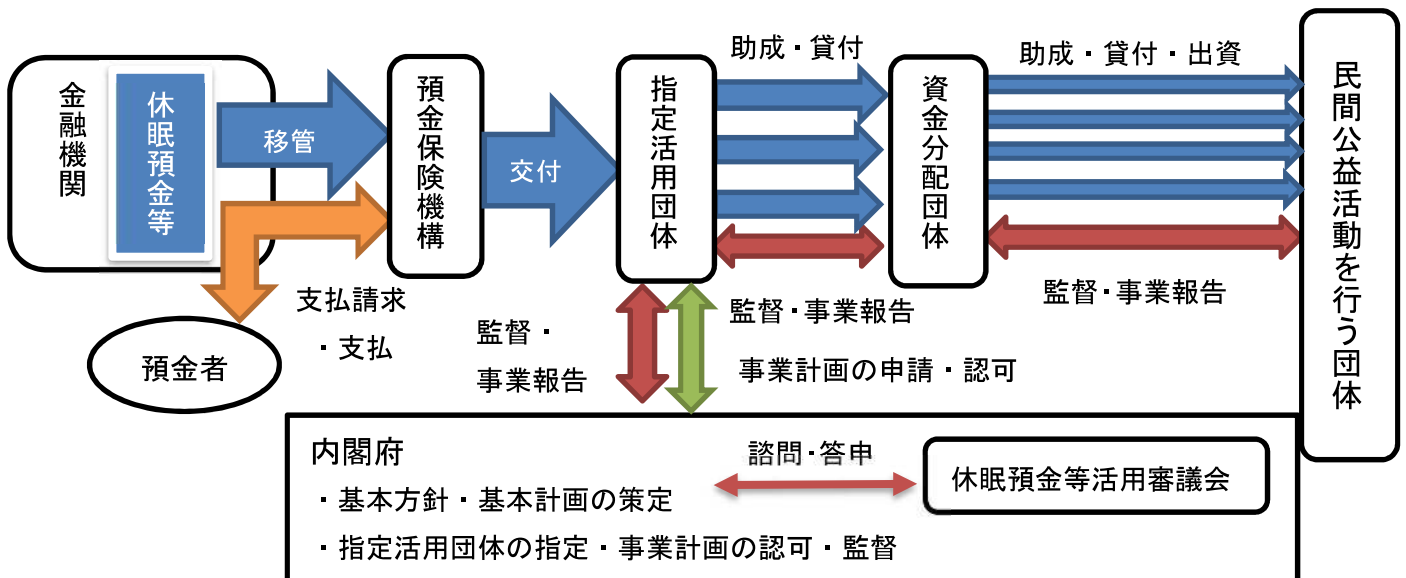 金融機関
休眠預金等
移管
預金保険機構
交付
指定活用団体
助成・貸付
資金分配団体
助成・貸付・出資
民間公益活動を行う団体
支払請求
・支払
預金者
監督・
事業報告
監督・事業報告
監督・事業報告
事業計画の申請・認可
内閣府
・基本方針・基本計画の策定
・指定活用団体の指定・事業計画の認可・監督
諮問・答申
休眠預金等活用審議会